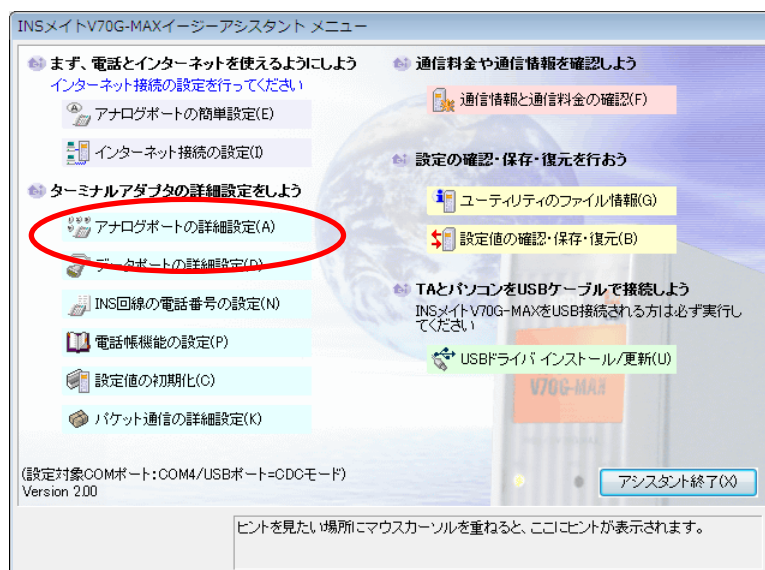 INSメイトV70G-MAXイージーアシスタント メニュー
まず、電話とインターネットを使えるようにしよう
インターネット接続の設定を行ってください
アナログポートの簡単設定(E)
インターネット接続の設定(I)
ターミナルアダプタの詳細設定をしよう
アナログポートの詳細設定(A)
データポートの詳細設定(D)
INS回線の電話番号の設定(N)
電話帳機能の設定(P)
設定値の初期化(C)
パケット通信の詳細設定(K)
(設定対象COMポート:COM4/USBポート=CDCモード)
Version 2.00
通信料金や通信情報を確認しよう
通信情報と通信料金の確認(F)
設定の確認・保存・復元を行おう
ユーティリティのファイル情報(G)
設定値の確認・保存・復元(B)
TAとパソコンをUSBケーブルで接続しよう
INSメイトV70G-MAXをUSB接続される方は必ず実行し
てください
USBドライバ インストール/更新(U)
V70G-MAX
アシスタント終了(X)
ヒントを見たい場所にマウスカーソルを重ねると、ここにヒントが表示されます。